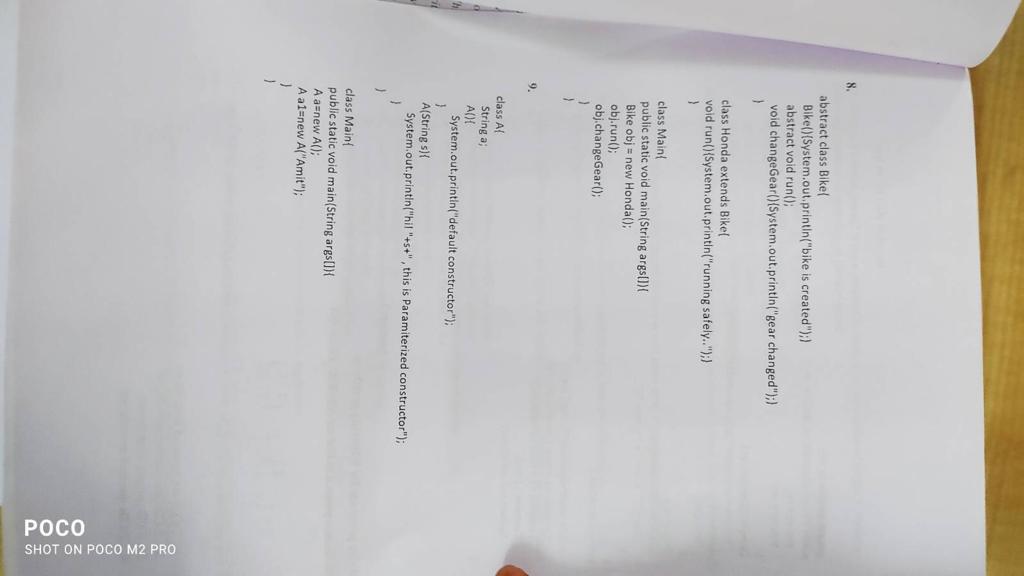 8.
abstract class Bike{
Bike(){System.out.println("bike is created");}
abstract void run();
void changeGear(){System.out.println("gear changed");}
}
class Honda extends Bike{
void run(){System.out.println("running safely..");}
}
class Main{
public static void main(String args[]){
Bike obj = new Honda();
obj.run();
obj.changeGear();
}
}
9.
class A{
String a;
A(){
System.out.println("default constructor");
}
A(String s){
System.out.println("hi! "+s+" , this is Paramiterized constructor");
}
}
class Main{
public static void main(String args[]){
A a=new A();
A a1=new A("Amit");
}
}
POCO
SHOT ON POCO M2 PRO